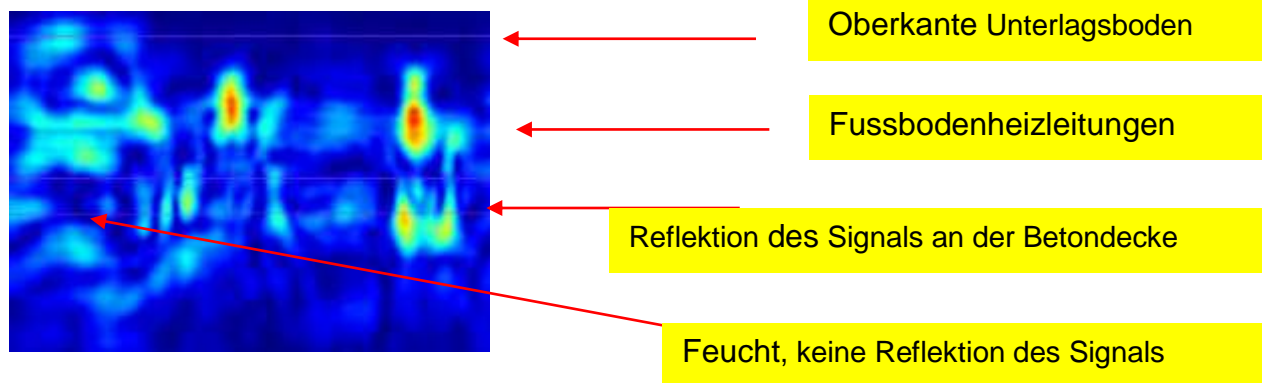 Oberkante Unterlagsboden
Fussbodenheizleitungen
Reflektion des Signals an der Betondecke
Feucht, keine Reflektion des Signals